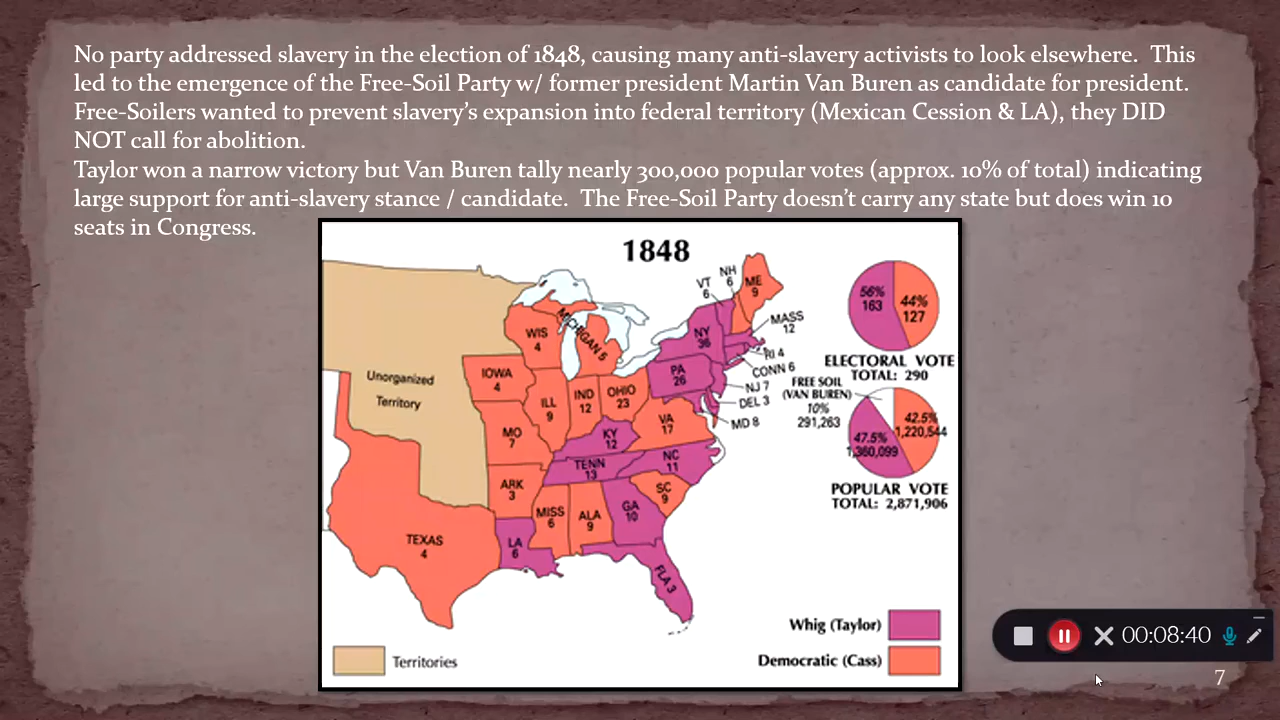 No party addressed slavery in the election of 1848, causing many anti-slavery activists to look elsewhere.  This
led to the emergence of the Free-Soil Party w/ former president Martin Van Buren as candidate for president.
Free-Soilers wanted to prevent slavery's expansion into federal territory (Mexican Cession & LA), they DID
NOT call for abolition.
Taylor won a narrow victory but Van Buren tally nearly 300,000 popular votes (approx. 10% of total) indicating
large support for anti-slavery stance / candidate.  The Free-Soil Party doesn't carry any state but does win 10
seats in Congress.
1848
VT
6
NH
6
ME
9
MASS
12
RI 4
CONN 6
NJ 7
DEL 3
MD 8
NY
36
PA
26
WIS
4
MICHIGAN 5
IOWA
4
ILL
9
IND
12
OHIO
23
VA
17
MO
7
KY
12
NC
11
TENN
13
ARK
3
SC
9
MISS
6
ALA
9
GA
10
TEXAS
4
LA
6
FLA 3
Unorganized
Territory
Territories
56%
163
44%
127
ELECTORAL VOTE
TOTAL: 290
FREE SOIL
(VAN BUREN)
10%
291,263
42.5%
1,220,544
47.5%
1,360,099
POPULAR VOTE
TOTAL: 2,871,906
Whig (Taylor)
Democratic (Cass)
00:08:40
7